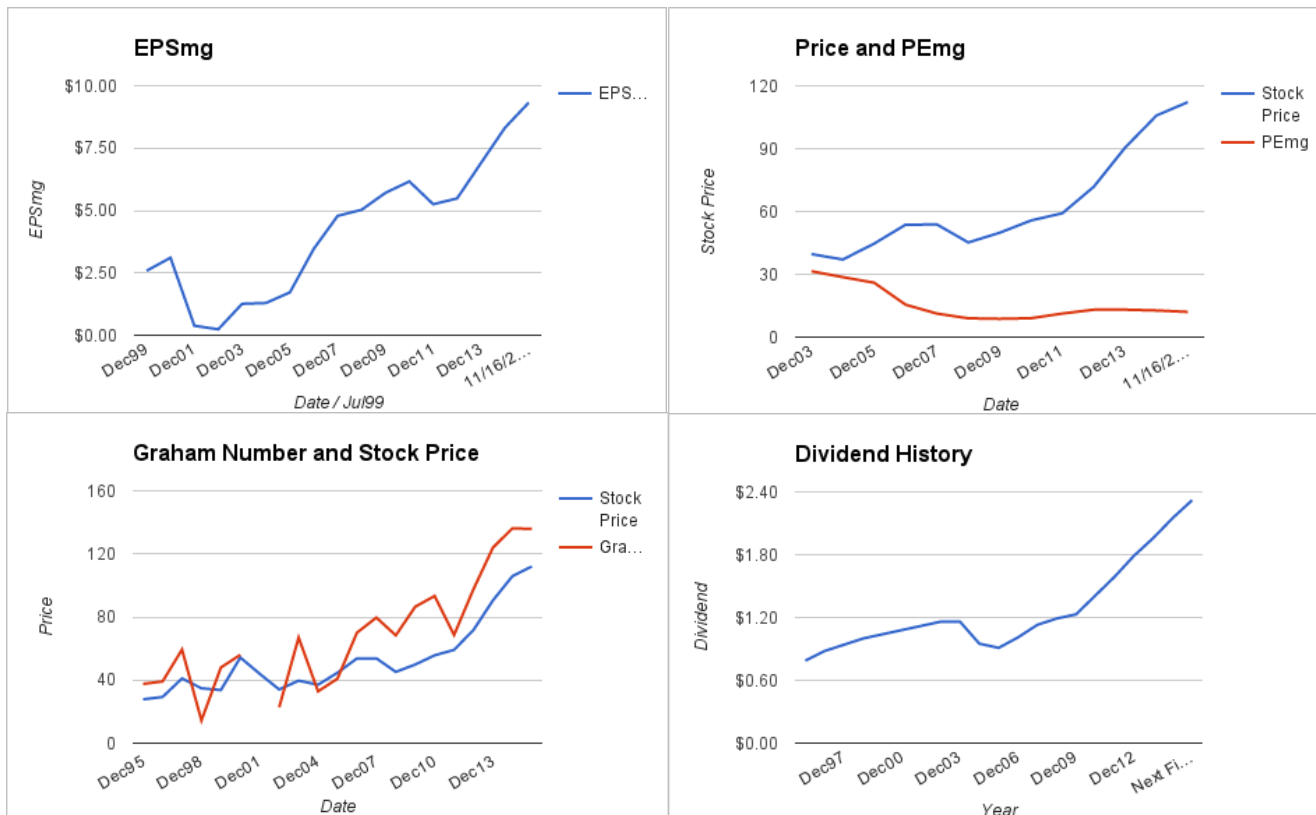 EPSmg
$10.00
$7.50
$5.00
$2.50
$0.00
EPSmg
EPS...
Dec99
Dec01
Dec03
Dec05
Dec07
Dec09
Dec11
Dec13
11/16/2...
Date / Jul99
Price and PEmg
120
90
60
30
0
Stock Price
Stock
Price
PEmg
Dec03
Dec05
Dec07
Dec09
Dec11
Dec13
11/16/2...
Date
Graham Number and Stock Price
160
120
80
40
0
Price
Stock
Price
Gra...
Dec95
Dec98
Dec01
Dec04
Dec07
Dec10
Dec13
Date
Dividend History
$2.40
$1.80
$1.20
$0.60
$0.00
Dividend
Dec97
Dec00
Dec03
Dec06
Dec09
Dec12
Next Fi...
Year